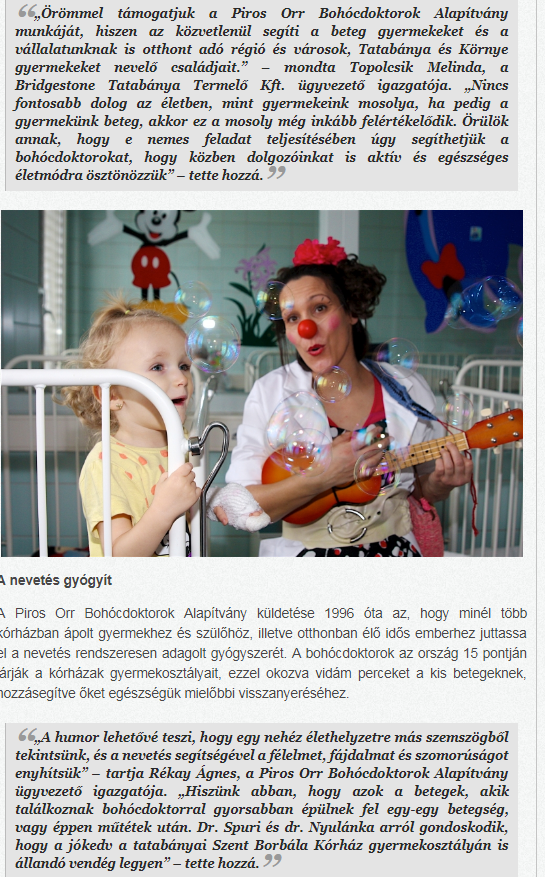 „Örömmel támogatjuk a Piros Orr Bohócdoktorok Alapítvány
munkáját, hiszen az közvetlenül segíti a beteg gyermekeket és a
vállalatunknak is otthont adó régió és városok, Tatabánya és Környe
gyermekeket nevelő családjait.” – mondta Topolcsik Melinda, a
Bridgestone Tatabánya Termelő Kft. ügyvezető igazgatója. „Nincs
fontosabb dolog az életben, mint gyermekeink mosolya, ha pedig a
gyermekünk beteg, akkor ez a mosoly még inkább felértékelődik. Örülök
annak, hogy e nemes feladat teljesítésében úgy segíthetjük a
bohócdoktorokat, hogy közben dolgozóinkat is aktív és egészséges
életmódra ösztönözzük” – tette hozzá.
A nevetés gyógyít
A Piros Orr Bohócdoktorok Alapítvány küldetése 1996 óta az, hogy minél több
kórházban ápolt gyermekhez és szülőhöz, illetve otthonban élő idős emberhez juttassa
el a nevetés rendszeresen adagolt gyógyszerét. A bohócdoktorok az ország 15 pontján
járják a kórházak gyermekosztályait, ezzel okozva vidám perceket a kis betegeknek,
hozzásegítve őket egészségük mielőbbi visszanyeréséhez.
„A humor lehetővé teszi, hogy egy nehéz élethelyzetre más szemszögből
tekintsünk, és a nevetés segítségével a félelmet, fájdalmat és szomorúságot
enyhítsük” – tartja Rékay Ágnes, a Piros Orr Bohócdoktorok Alapítvány
ügyvezető igazgatója. „Hiszünk abban, hogy azok a betegek, akik
találkoznak bohócdoktorral gyorsabban épülnek fel egy-egy betegség,
vagy éppen műtétek után. Dr. Spuri és dr. Nyulánka arról gondoskodik,
hogy a jókedv a tatabányai Szent Borbála Kórház gyermekosztályán is
állandó vendég legyen” – tette hozzá.